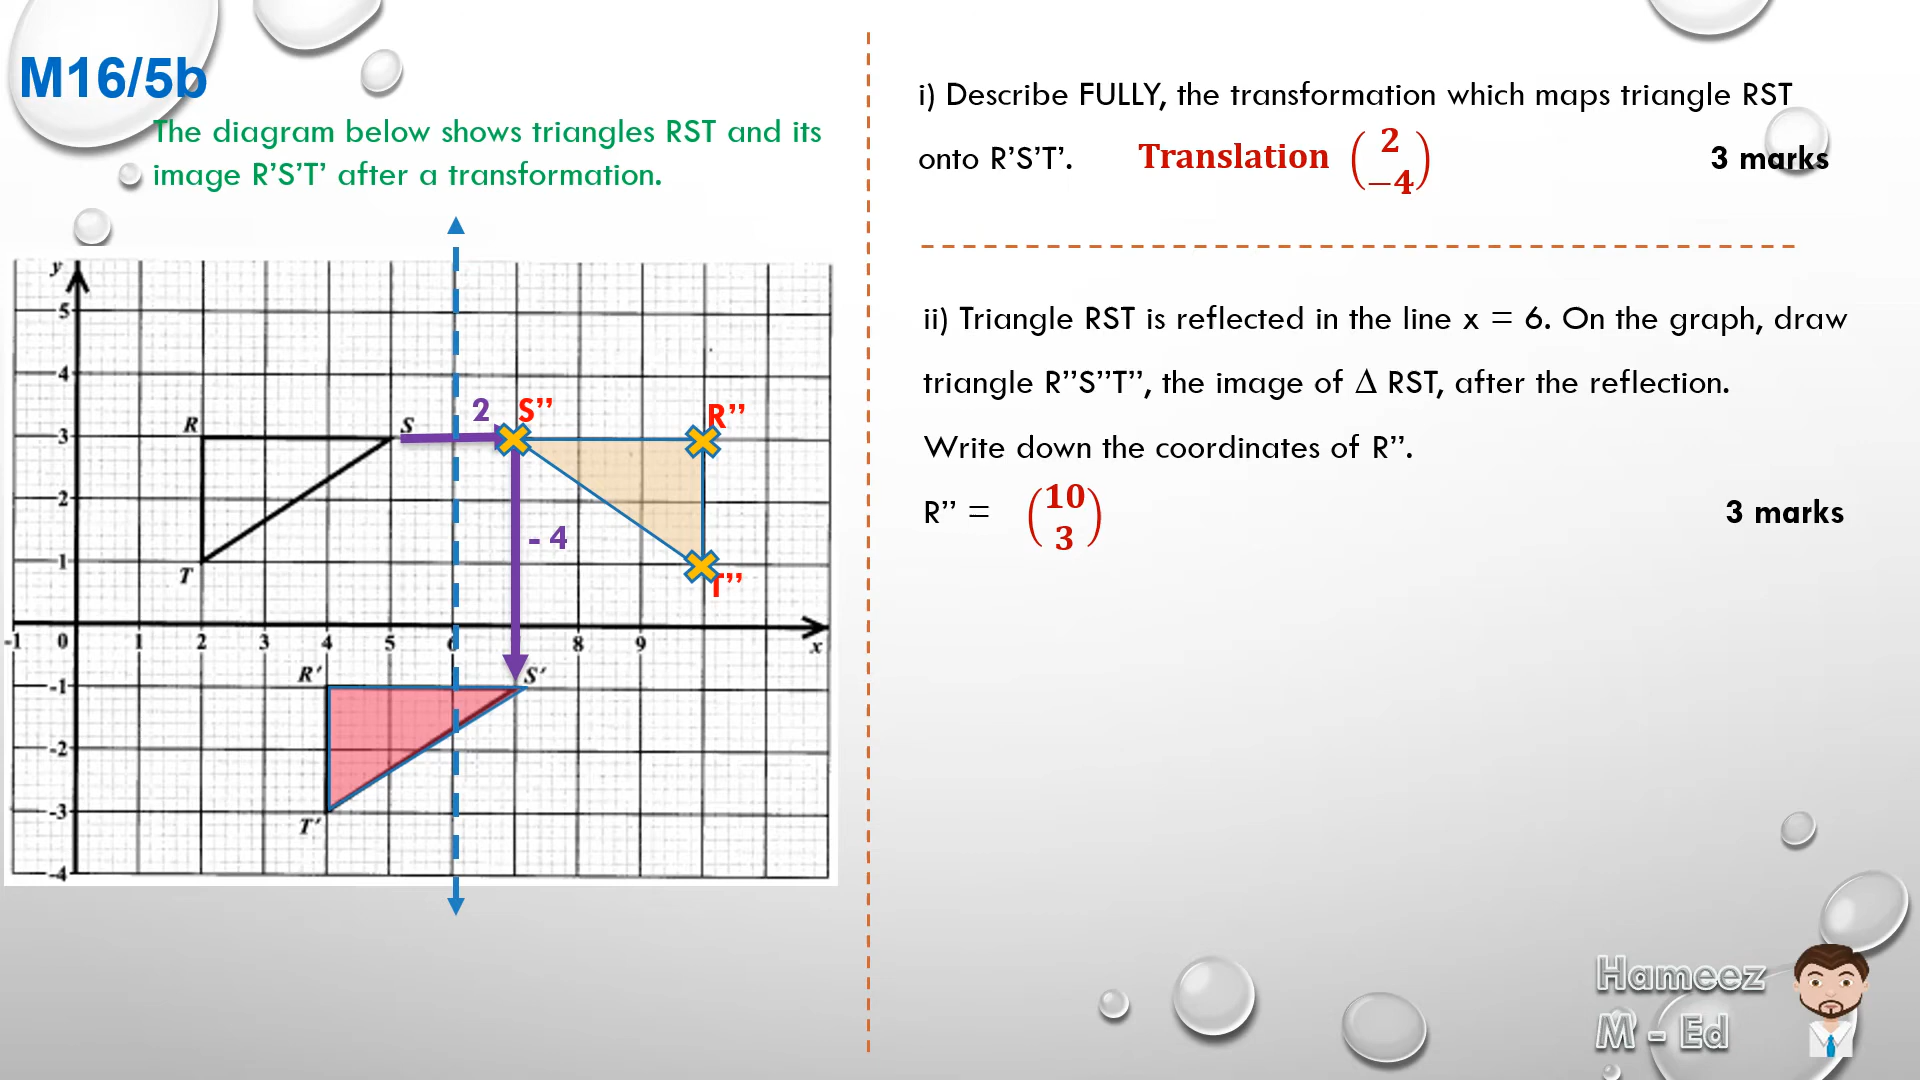 M16/5b
The diagram below shows triangles RST and its
image R’S’T’ after a transformation.
y
5
4
3
2
1
-1
0
1
2
3
4
5
6
8
9
x
-1
-2
-3
-4
R
S
T
2
S’’
R’’
T’’
- 4
R'
S'
T'
i) Describe FULLY, the transformation which maps triangle RST
onto R’S’T’. Translation (2 −4) 3 marks
ii) Triangle RST is reflected in the line x = 6. On the graph, draw
triangle R’’S’’T’’, the image of Δ RST, after the reflection.
Write down the coordinates of R’’.
R’’ = (10 3) 3 marks
Hameez
M - Ed